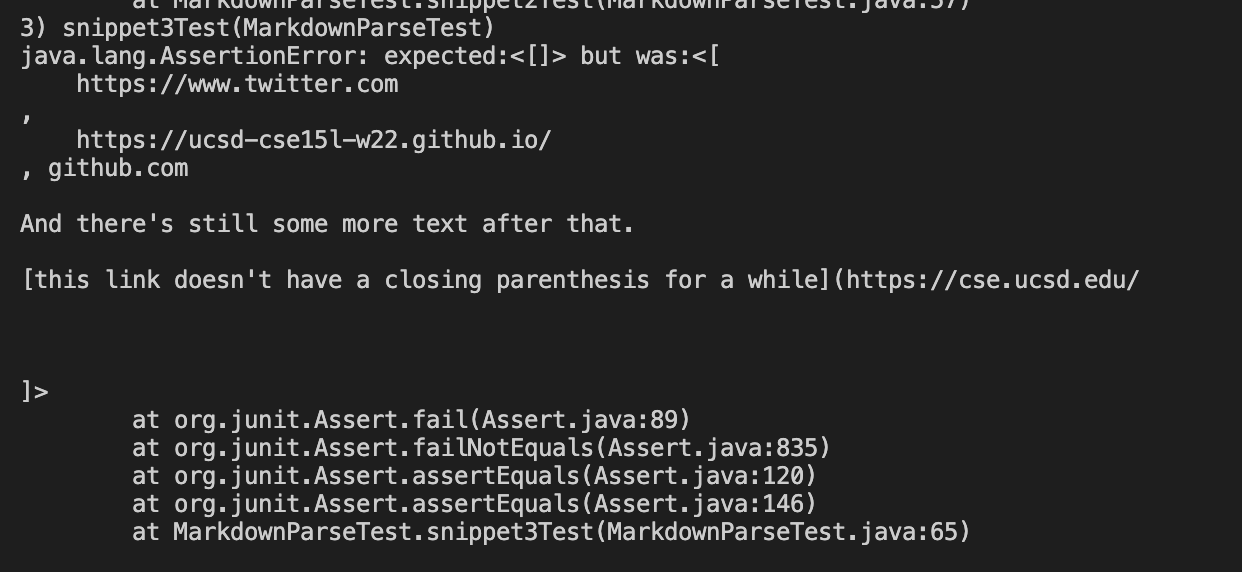 at MarkdownParseTest.snippet2Test(MarkdownParseTest.java:57)
3) snippet3Test(MarkdownParseTest)
java.lang.AssertionError: expected:<[]> but was:<[
    https://www.twitter.com
,
    https://ucsd-cse15l-w22.github.io/
, github.com
And there's still some more text after that.
[this link doesn't have a closing parenthesis for a while](https://cse.ucsd.edu/
]>
        at org.junit.Assert.fail(Assert.java:89)
        at org.junit.Assert.failNotEquals(Assert.java:835)
        at org.junit.Assert.assertEquals(Assert.java:120)
        at org.junit.Assert.assertEquals(Assert.java:146)
        at MarkdownParseTest.snippet3Test(MarkdownParseTest.java:65)